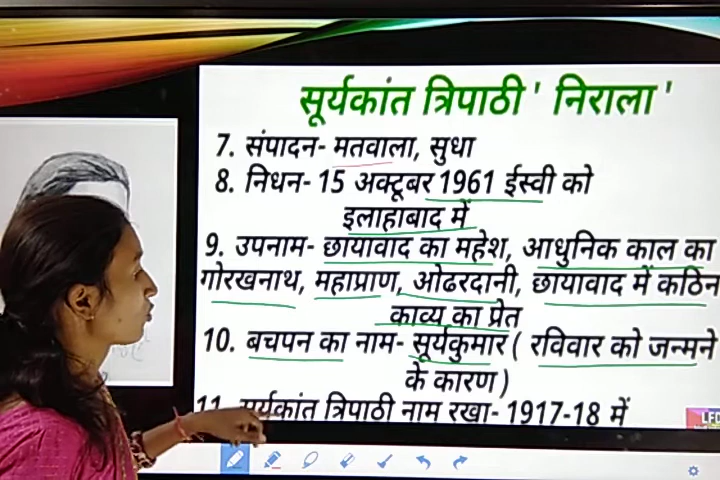 सूर्यकांत त्रिपाठी ' निराला '
7. संपादन- मतवाला, सुधा
8. निधन- 15 अक्टूबर 1961 ईस्वी को
इलाहाबाद में
9. उपनाम- छायावाद का महेश, आधुनिक काल का
गोरखनाथ, महाप्राण, ओढरदानी, छायावाद में कठिन
काव्य का प्रेत
10. बचपन का नाम- सूर्यकुमार ( रविवार को जन्मने
के कारण )
11. सूर्यकांत त्रिपाठी नाम रखा- 1917-18 में